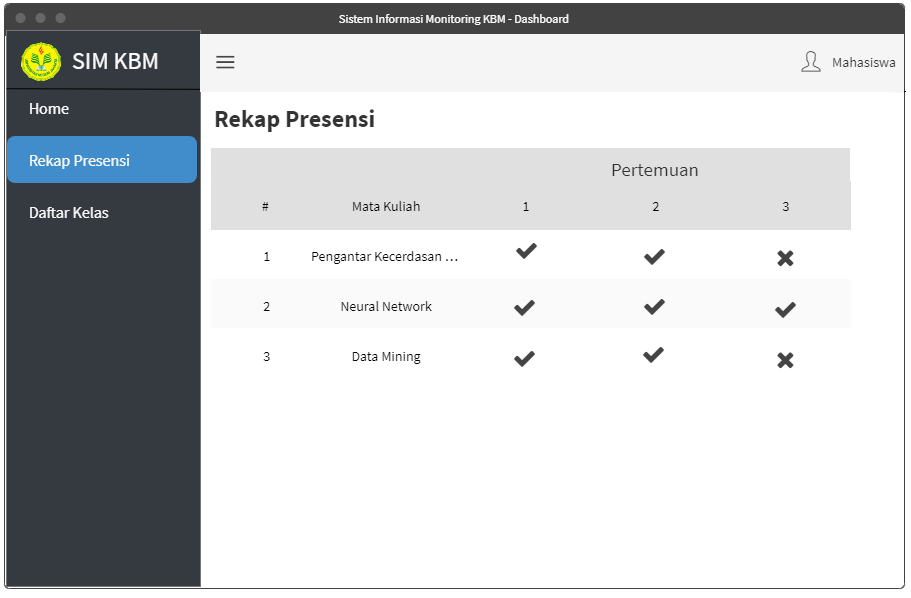 Sistem Informasi Monitoring KBM - Dashboard
SIM KBM
Mahasiswa
Home
Rekap Presensi
Daftar Kelas
Rekap Presensi
Pertemuan
# Mata Kuliah 1 2 3
1 Pengantar Kecerdasan ...
2 Neural Network
3 Data Mining